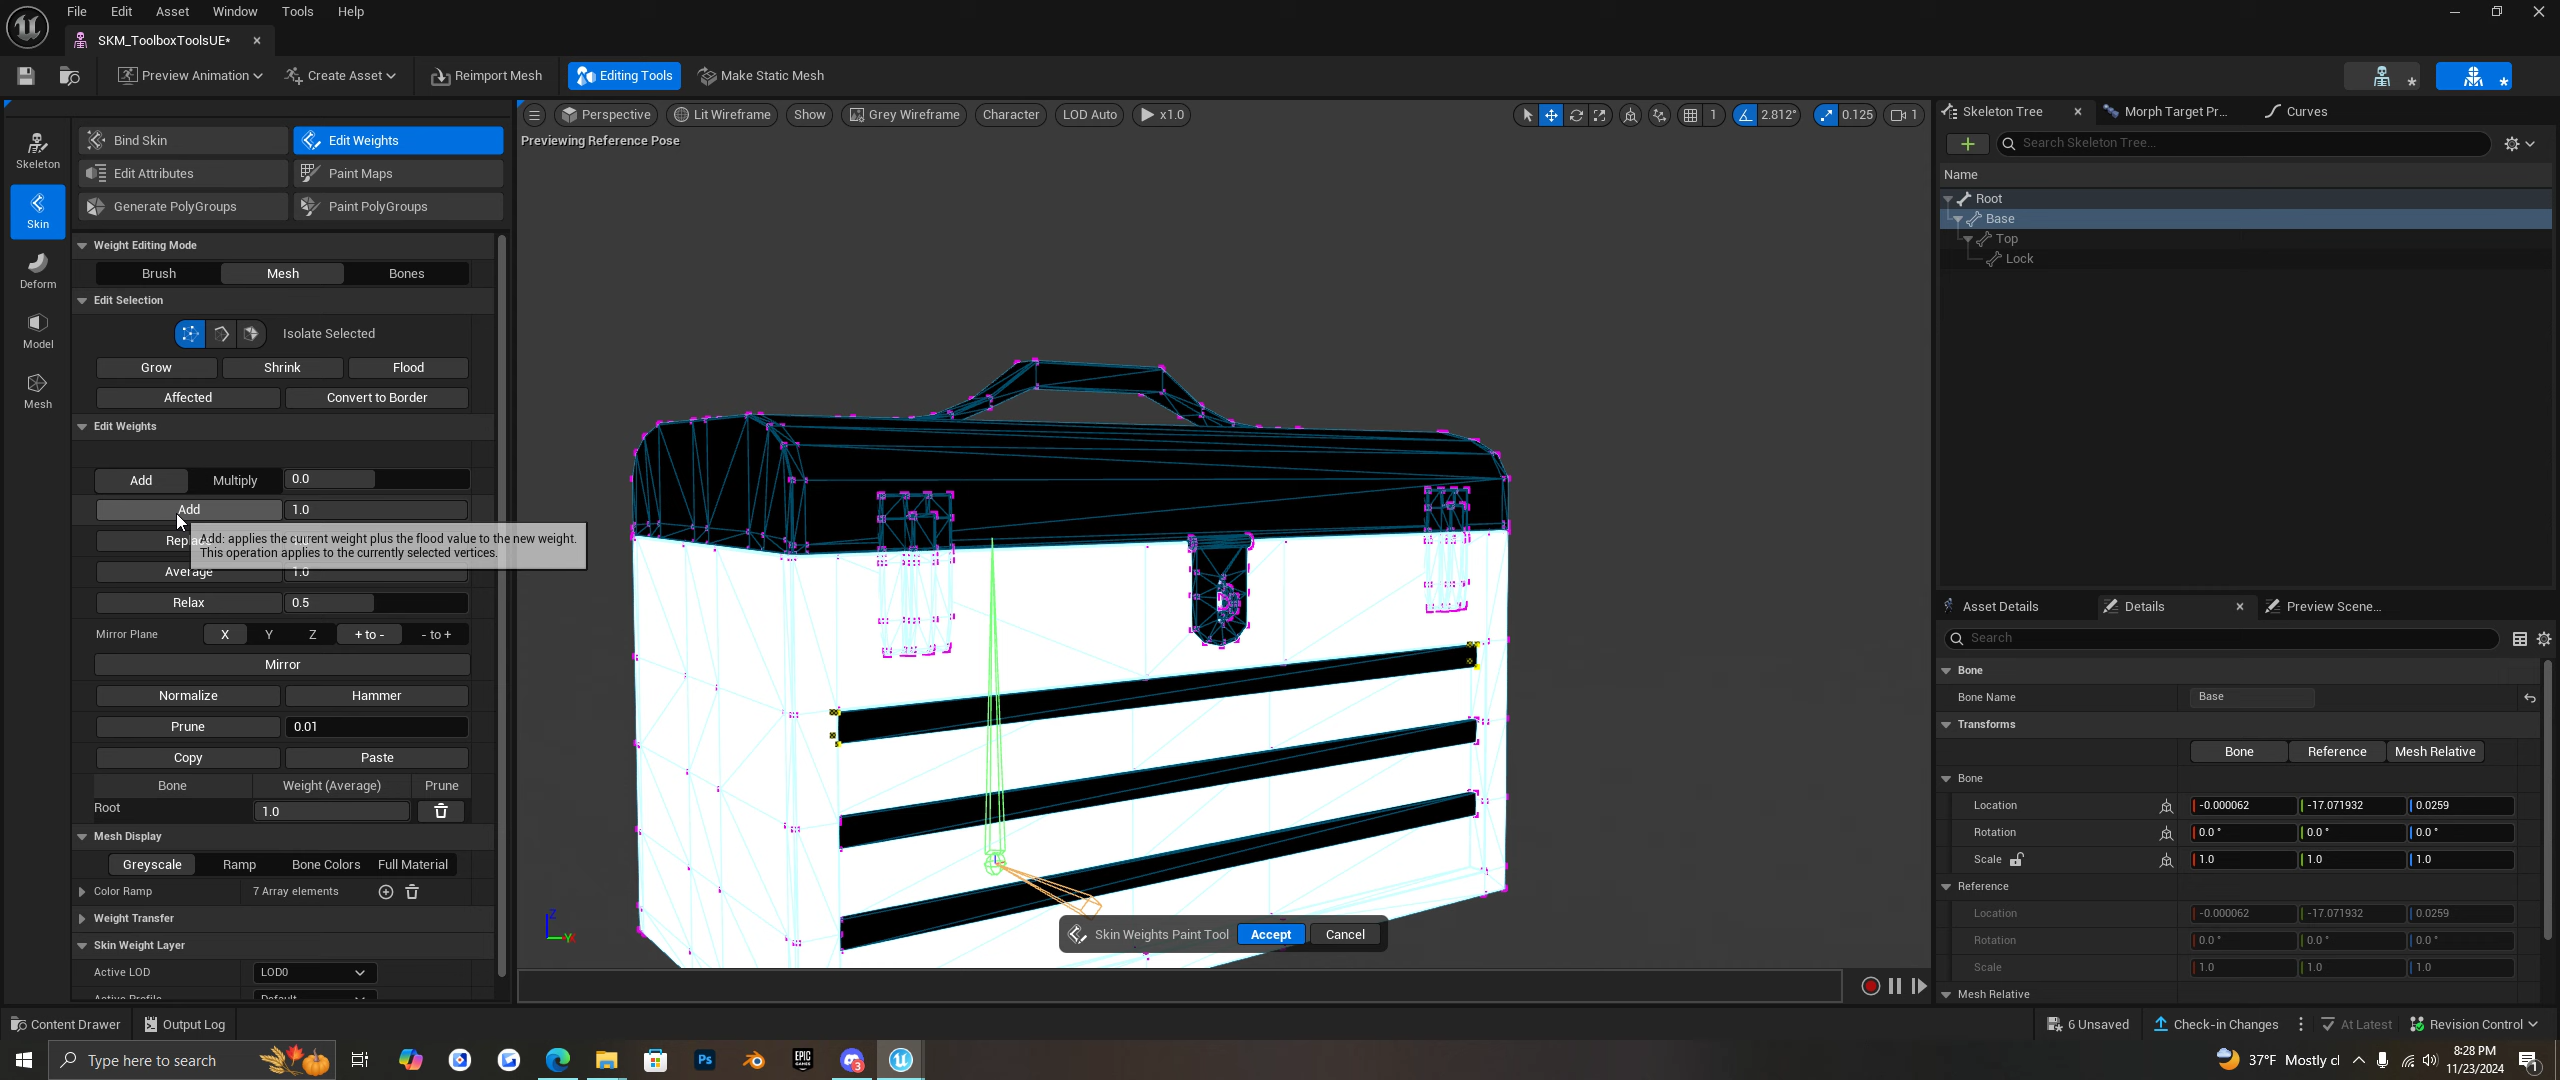 File Edit Asset Window Tools Help
SKM_ToolboxToolsUE*
Preview Animation Create Asset Reimport Mesh Editing Tools Make Static Mesh
Skeleton
Skin
Deform
Model
Mesh
Bind Skin Edit Weights
Edit Attributes Paint Maps
Generate PolyGroups Paint PolyGroups
Weight Editing Mode
Brush Mesh Bones
Edit Selection
Isolate Selected
Grow Shrink Flood
Affected Convert to Border
Edit Weights
Add Multiply 0.0
Add 1.0
Add: applies the current weight plus the flood value to the new weight.
This operation applies to the currently selected vertices.
Average 1.0
Relax 0.5
Mirror Plane X Y Z + to - - to +
Mirror
Normalize Hammer
Prune 0.01
Copy Paste
Bone Weight (Average) Prune
Root 1.0
Mesh Display
Greyscale Ramp Bone Colors Full Material
Color Ramp 7 Array elements
Weight Transfer
Skin Weight Layer
Active LOD LOD0
Perspective Lit Wireframe Show Grey Wireframe Character LOD Auto x1.0 1 2.812° 0.125 1
Previewing Reference Pose
Z
Y
Skin Weights Paint Tool Accept Cancel
Skeleton Tree Morph Target Pr... Curves
Search Skeleton Tree...
Name
Root
Base
Top
Lock
Asset Details Details Preview Scene...
Search
Bone
Bone Name Base
Transforms
Bone Reference Mesh Relative
Bone
Location -0.000062 -17.071932 0.0259
Rotation 0.0 ° 0.0 ° 0.0 °
Scale 1.0 1.0 1.0
Reference
Location -0.000062 -17.071932 0.0259
Rotation 0.0 ° 0.0 ° 0.0 °
Scale 1.0 1.0 1.0
Mesh Relative
Content Drawer Output Log 6 Unsaved Check-in Changes At Latest Revision Control
Type here to search Ps EPIC GAMES 3 37°F Mostly cl 8:28 PM
11/23/2024 1